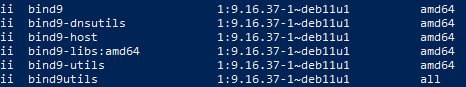 ii bind9 1:9.16.37-1~deb11u1 amd64
ii bind9-dnsutils 1:9.16.37-1~deb11u1 amd64
ii bind9-host 1:9.16.37-1~deb11u1 amd64
ii bind9-libs:amd64 1:9.16.37-1~deb11u1 amd64
ii bind9-utils 1:9.16.37-1~deb11u1 amd64
ii bind9utils 1:9.16.37-1~deb11u1 all